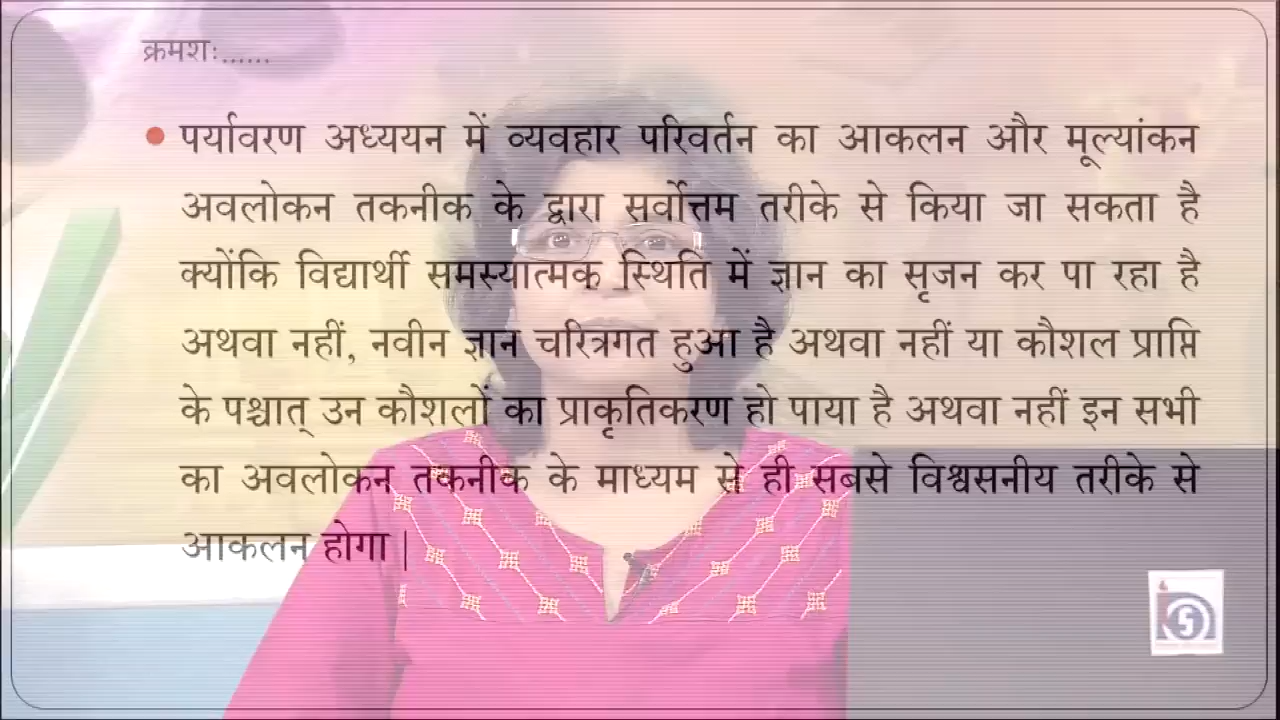 क्रमशः......
पर्यावरण अध्ययन में व्यवहार परिवर्तन का आकलन और मूल्यांकन
अवलोकन तकनीक के द्वारा सर्वोत्तम तरीके से किया जा सकता है
क्योंकि विद्यार्थी समस्यात्मक स्थिति में ज्ञान का सृजन कर पा रहा है
अथवा नहीं, नवीन ज्ञान चरित्रगत हुआ है अथवा नहीं या कौशल प्राप्ति
के पश्चात् उन कौशलों का प्राकृतिकरण हो पाया है अथवा नहीं इन सभी
का अवलोकन तकनीक के माध्यम से ही सबसे विश्वसनीय तरीके से
आकलन होगा |